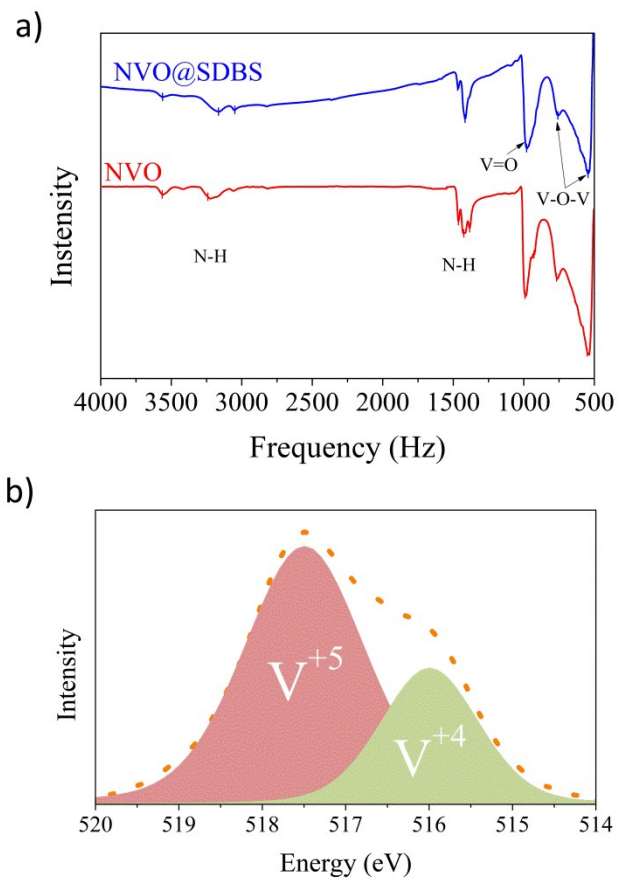 a)
NVO@SDBS
NVO
V=O
V-O-V
N-H
N-H
Instensity
4000 3500 3000 2500 2000 1500 1000 500
Frequency (Hz)
b)
V+5
V+4
Intensity
520 519 518 517 516 515 514
Energy (eV)